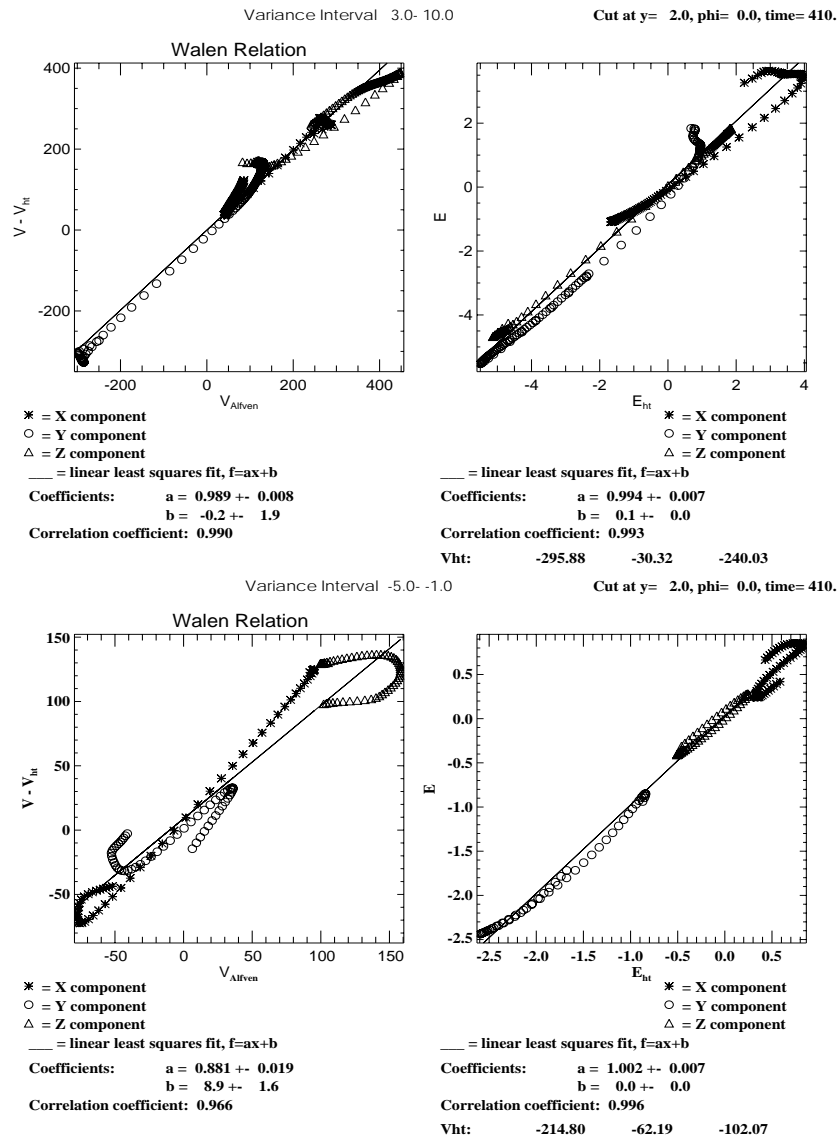 Variance Interval 3.0- 10.0
Cut at y= 2.0, phi= 0.0, time= 410.
Walen Relation
400
200
0
-200
V - Vht
-200 0 200 400
VAlfven
2
0
-2
-4
E
-4 -2 0 2 4
Eht
✳ = X component
○ = Y component
△ = Z component
___ = linear least squares fit, f=ax+b
Coefficients: a = 0.989 +- 0.008
b = -0.2 +- 1.9
Correlation coefficient: 0.990
✳ = X component
○ = Y component
△ = Z component
___ = linear least squares fit, f=ax+b
Coefficients: a = 0.994 +- 0.007
b = 0.1 +- 0.0
Correlation coefficient: 0.993
Vht: -295.88 -30.32 -240.03
Variance Interval -5.0- -1.0
Cut at y= 2.0, phi= 0.0, time= 410.
Walen Relation
150
100
50
0
-50
V - Vht
-50 0 50 100 150
VAlfven
0.5
0.0
-0.5
-1.0
-1.5
-2.0
-2.5
E
-2.5 -2.0 -1.5 -1.0 -0.5 0.0 0.5
Eht
✳ = X component
○ = Y component
△ = Z component
___ = linear least squares fit, f=ax+b
Coefficients: a = 0.881 +- 0.019
b = 8.9 +- 1.6
Correlation coefficient: 0.966
✳ = X component
○ = Y component
△ = Z component
___ = linear least squares fit, f=ax+b
Coefficients: a = 1.002 +- 0.007
b = 0.0 +- 0.0
Correlation coefficient: 0.996
Vht: -214.80 -62.19 -102.07